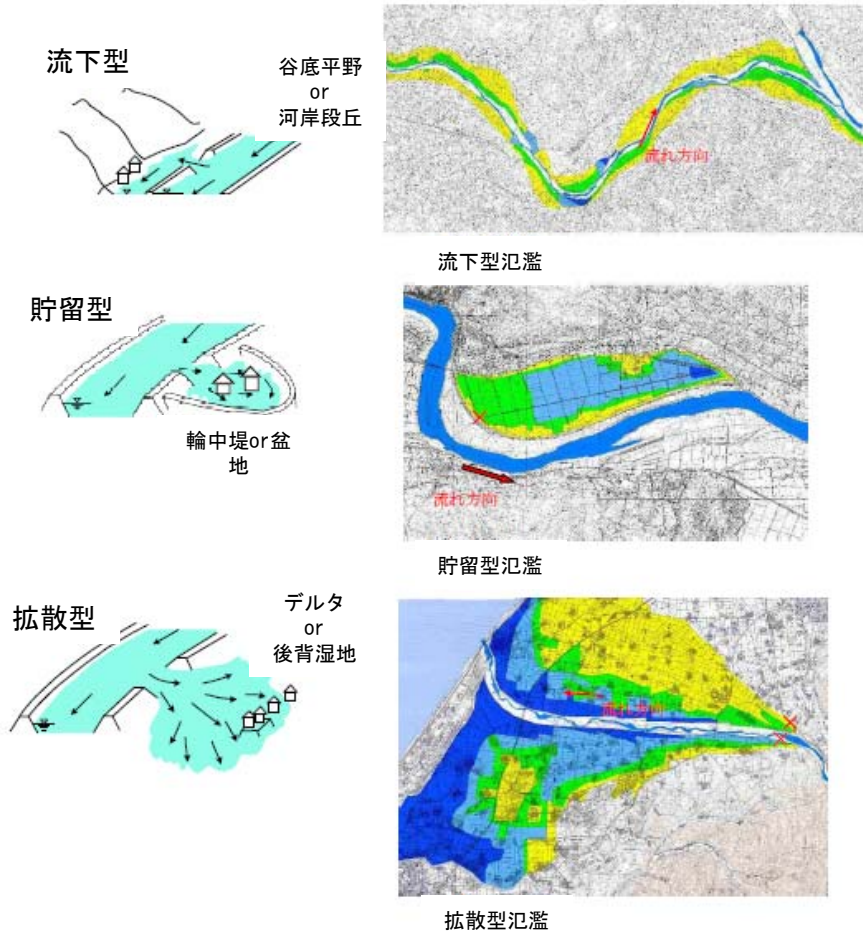 流下型
谷底平野
or
河岸段丘
流れ方向
流下型氾濫
貯留型
輪中堤or盆
地
流れ方向
貯留型氾濫
拡散型
デルタ
or
後背湿地
流れ方向
拡散型氾濫